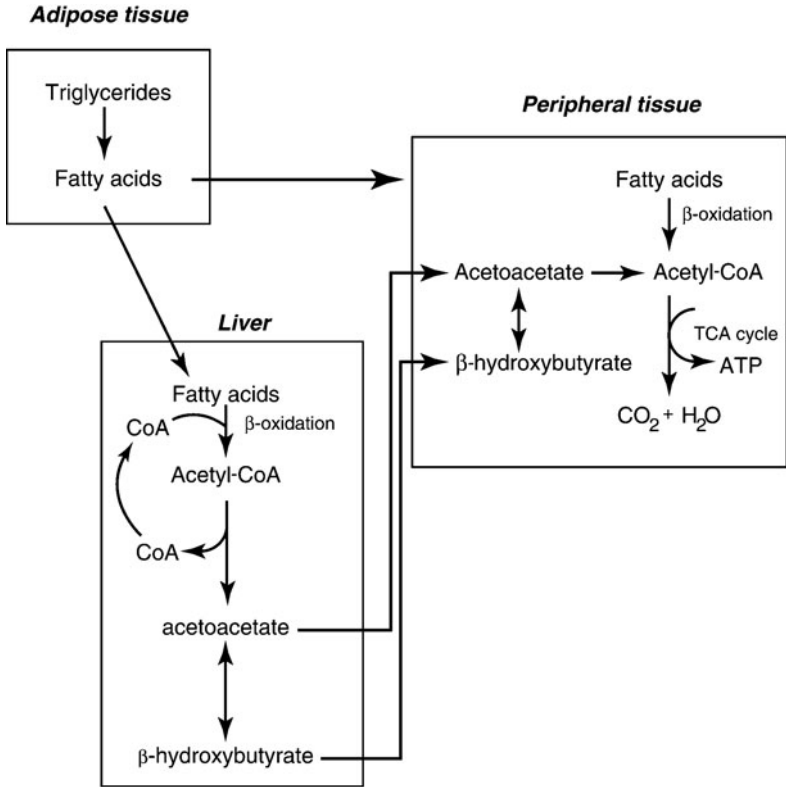 Adipose tissue
Triglycerides
Fatty acids
Peripheral tissue
Fatty acids
β-oxidation
Acetoacetate
Acetyl-CoA
TCA cycle
β-hydroxybutyrate
ATP
CO₂ + H₂O
Liver
Fatty acids
CoA
β-oxidation
Acetyl-CoA
CoA
acetoacetate
β-hydroxybutyrate